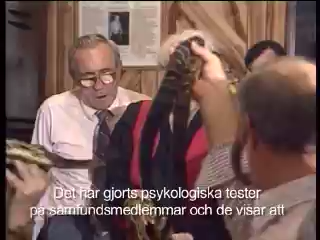 Det har gjorts psykologiska tester
på samfundsmedlemmar och de visar att